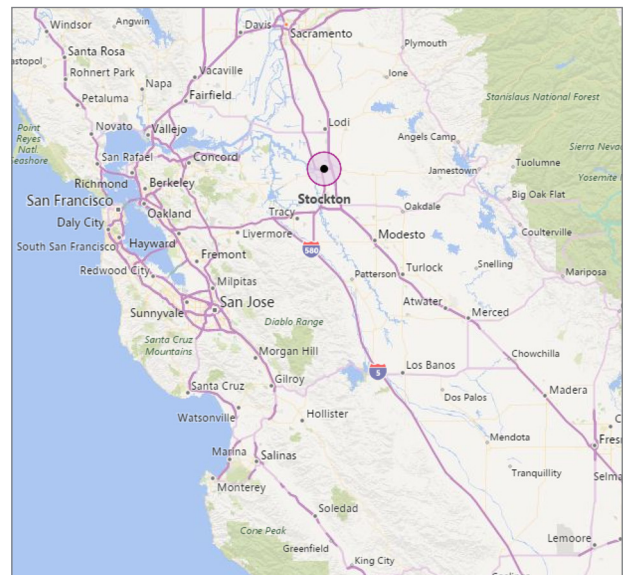 Windsor
Angwin
Davis
Sacramento
Plymouth
Santa Rosa
astopol
Rohnert Park
Vacaville
Ione
Napa
Petaluma
Fairfield
Stanislaus National Forest
Point
Reyes
Natl.
eashore
Novato
Vallejo
Lodi
Angels Camp
Sierra Neva
San Rafael
Concord
Jamestown
Tuolumne
Yosemite
Richmond
Berkeley
San Francisco
Stockton
Big Oak Flat
Oakland
Tracy
Oakdale
Daly City
Coulterville
South San Francisco
Hayward
Livermore
Modesto
580
Fremont
Snelling
Redwood City
Patterson
Turlock
Mariposa
Milpitas
Sunnyvale
San Jose
Atwater
Merced
Diablo Range
Santa Cruz
Mountains
Morgan Hill
Chowchilla
5
Los Banos
Santa Cruz
Gilroy
Madera
Dos Palos
Watsonville
Hollister
C
Mendota
Fres
Marina
Salinas
Tranquillity
Selma
Monterey
Soledad
Cone Peak
Lemoore
Greenfield
King City